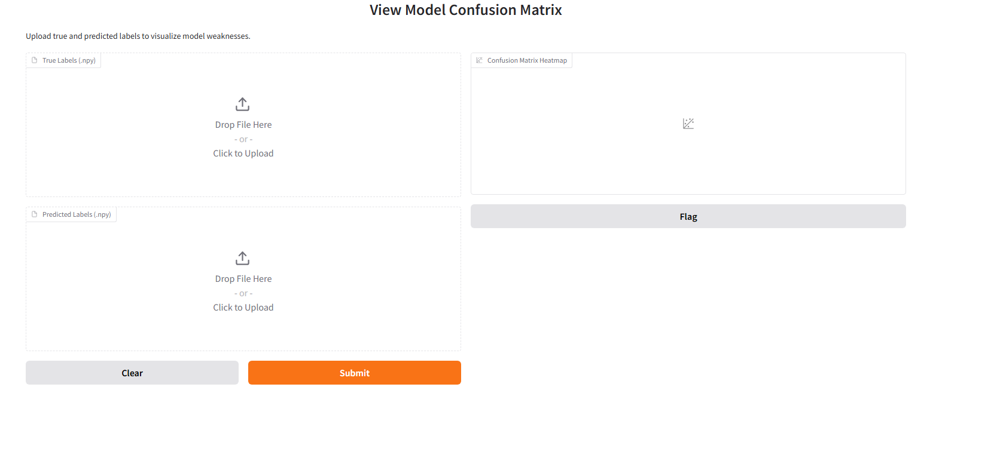 View Model Confusion Matrix
Upload true and predicted labels to visualize model weaknesses.
True Labels (.npy)
Drop File Here
- or -
Click to Upload
Predicted Labels (.npy)
Drop File Here
- or -
Click to Upload
Clear
Submit
Confusion Matrix Heatmap
Flag